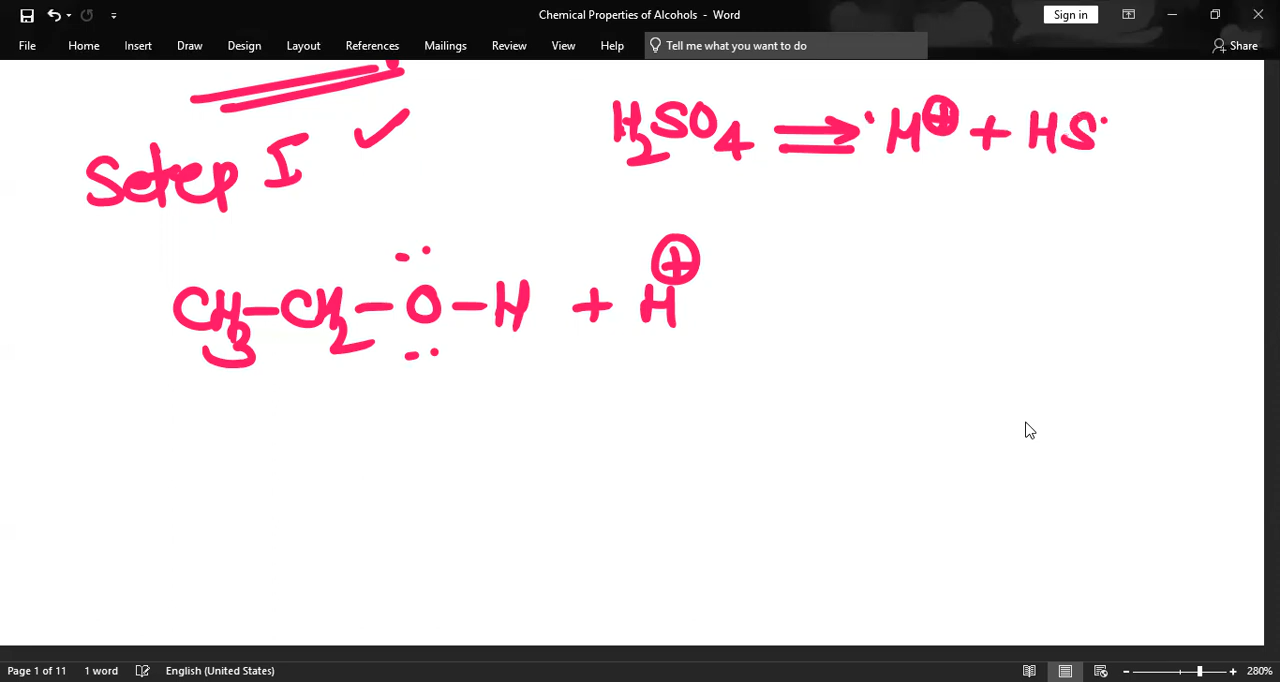 Chemical Properties of Alcohols - Word
Sign in
File Home Insert Draw Design Layout References Mailings Review View Help Tell me what you want to do Share
H2SO4 ⇌ H⊕ + HS
Setep I ✓
CH3-CH2-Ö-H + H⊕
Page 1 of 11 1 word English (United States) 280%